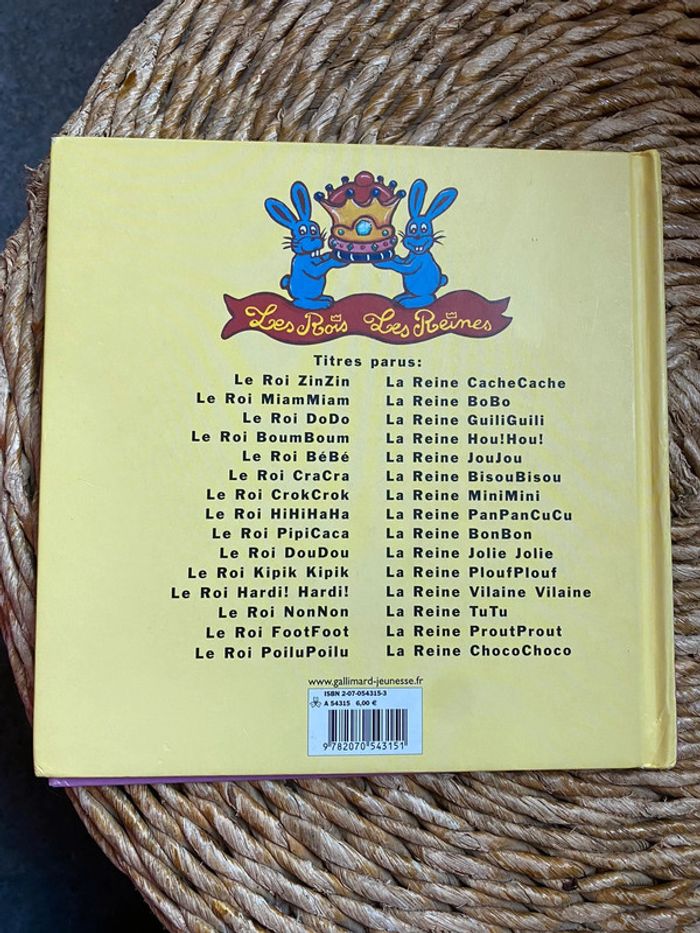 Les Rois Les Reines
Titres parus:
Le Roi ZinZin
Le Roi MiamMiam
Le Roi DoDo
Le Roi BoumBoum
Le Roi BéBé
Le Roi CraCra
Le Roi CrokCrok
Le Roi HiHiHaHa
Le Roi PipiCaca
Le Roi DouDou
Le Roi Kipik Kipik
Le Roi Hardi! Hardi!
Le Roi NonNon
Le Roi FootFoot
Le Roi PoiluPoilu
La Reine CacheCache
La Reine BoBo
La Reine GuiliGuili
La Reine Hou!Hou!
La Reine JouJou
La Reine BisouBisou
La Reine MiniMini
La Reine PanPanCuCu
La Reine BonBon
La Reine Jolie Jolie
La Reine PloufPlouf
La Reine Vilaine Vilaine
La Reine TuTu
La Reine ProutProut
La Reine ChocoChoco
www.gallimard-jeunesse.fr
ISBN 2-07-054315-3
A 54315 6,00 €
9 782070 543151